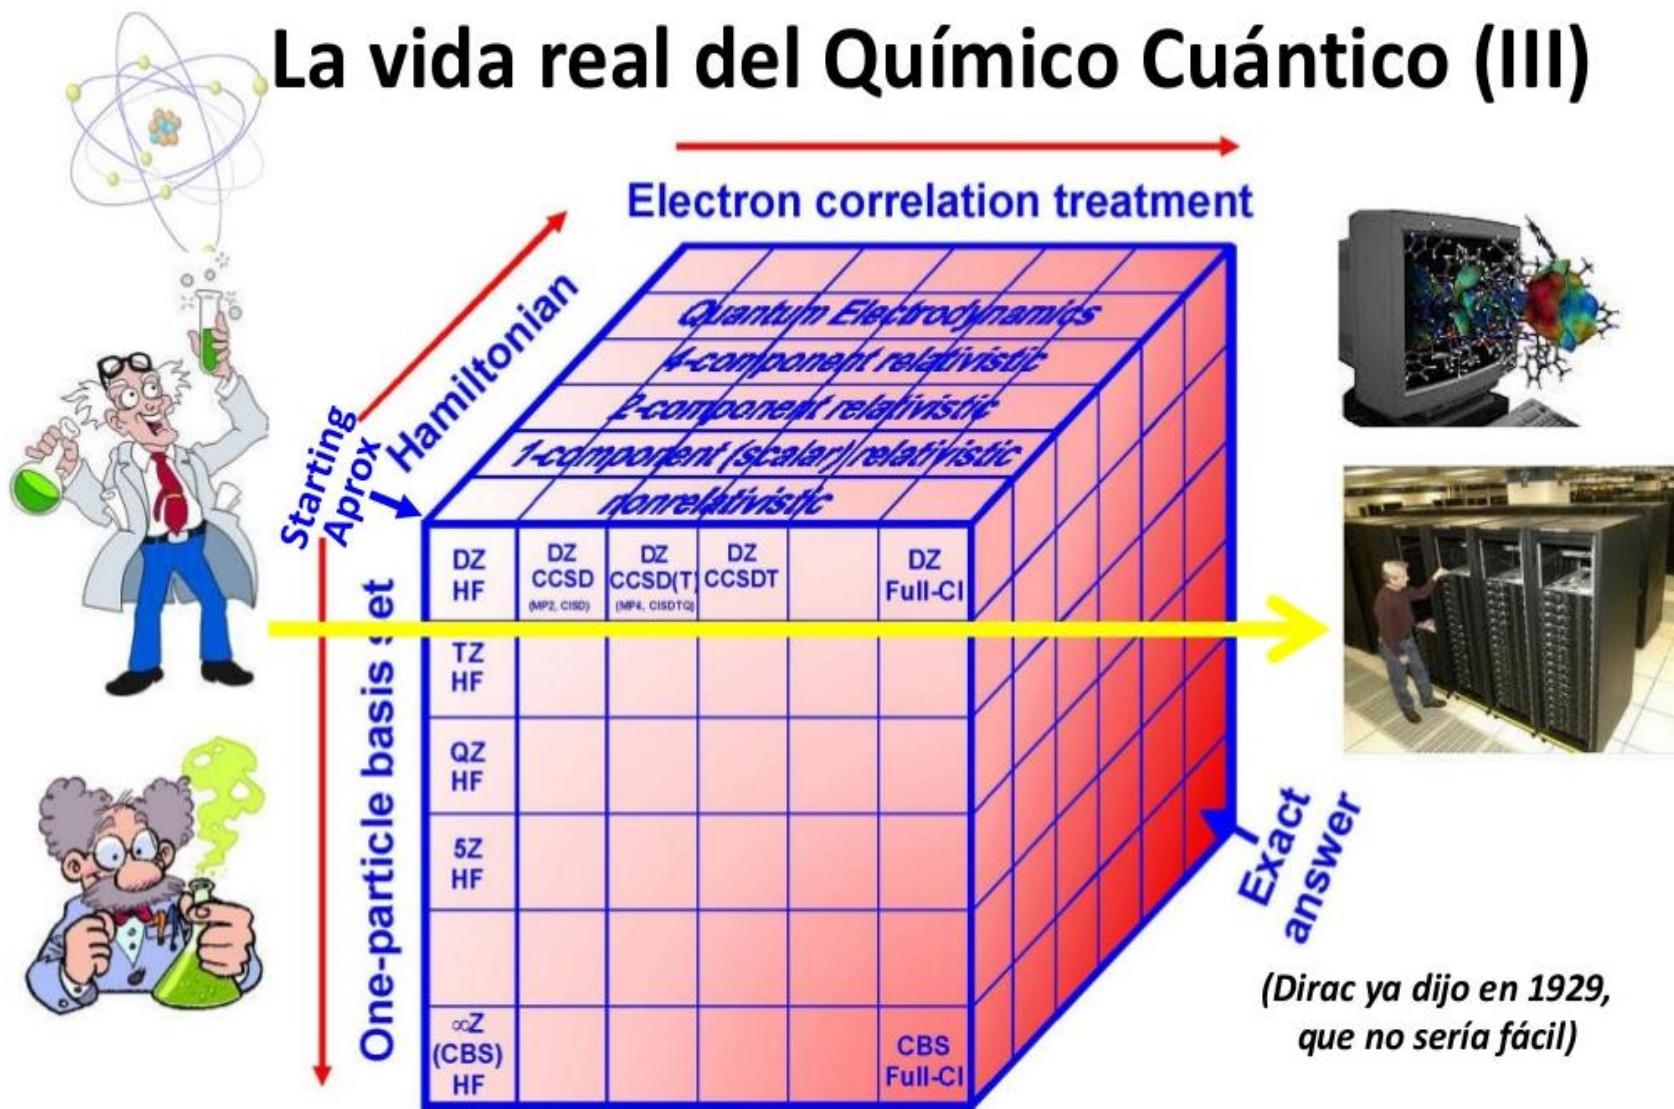 La vida real del Químico Cuántico (III)
Electron correlation treatment
Hamiltonian
Starting
Aprox
One-particle basis set
Quantum Electrodynamics
4-component relativistic
2-component relativistic
1-component (scalar) relativistic
nonrelativistic
DZ
HF
DZ
CCSD
(MP2, CISD)
DZ
CCSD(T)
(MP4, CISDTQ)
DZ
CCSDT
DZ
Full-CI
TZ
HF
QZ
HF
5Z
HF
∝Z
(CBS)
HF
CBS
Full-CI
Exact
answer
(Dirac ya dijo en 1929,
que no sería fácil)